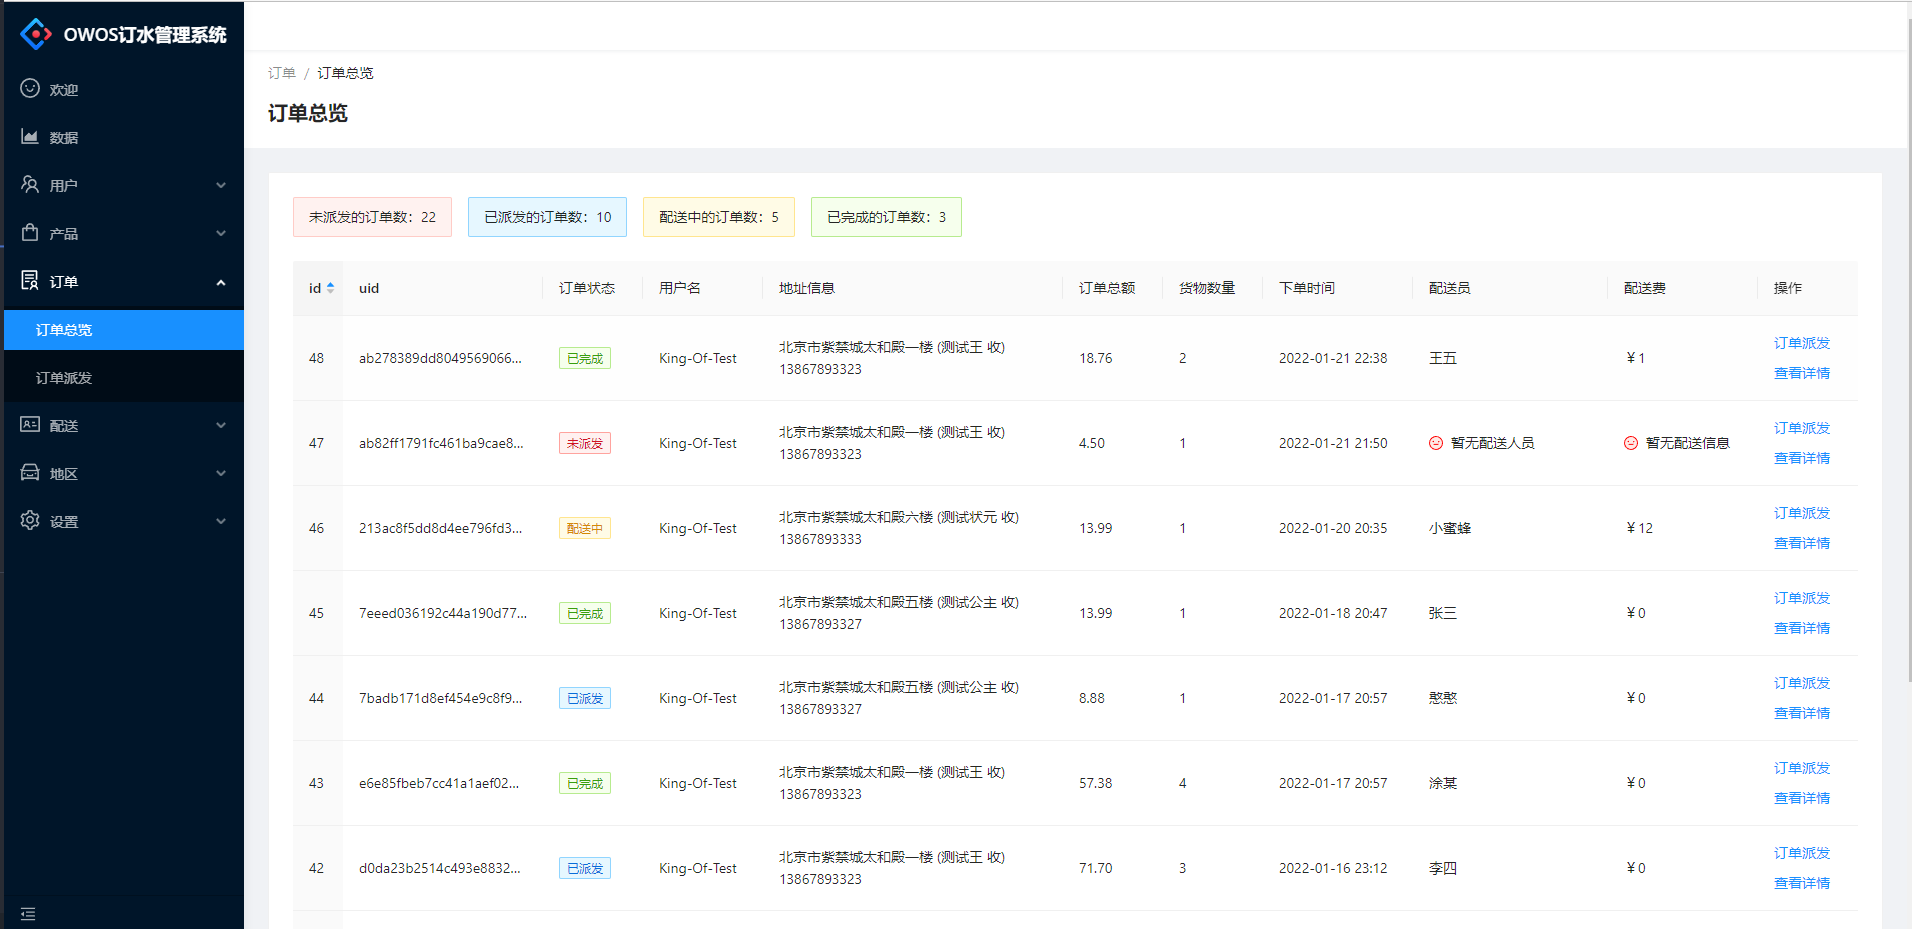 OWOS订水管理系统
欢迎
数据
用户
产品
订单
订单总览
订单派发
配送
地区
设置
订单 / 订单总览
订单总览
未派发的订单数：22 已派发的订单数：10 配送中的订单数：5 已完成的订单数：3
id uid 订单状态 用户名 地址信息 订单总额 货物数量 下单时间 配送员 配送费 操作
48 ab278389dd8049569066... 已完成 King-Of-Test 北京市紫禁城太和殿一楼 (测试王 收) 18.76 2 2022-01-21 22:38 王五 ¥ 1 订单派发
13867893323 查看详情
47 ab82ff1791fc461ba9cae8... 未派发 King-Of-Test 北京市紫禁城太和殿一楼 (测试王 收) 4.50 1 2022-01-21 21:50 暂无配送人员 暂无配送信息 订单派发
13867893323 查看详情
46 213ac8f5dd8d4ee796fd3... 配送中 King-Of-Test 北京市紫禁城太和殿六楼 (测试状元 收) 13.99 1 2022-01-20 20:35 小蜜蜂 ¥ 12 订单派发
13867893333 查看详情
45 7eeed036192c44a190d77... 已完成 King-Of-Test 北京市紫禁城太和殿五楼 (测试公主 收) 13.99 1 2022-01-18 20:47 张三 ¥ 0 订单派发
13867893327 查看详情
44 7badb171d8ef454e9c8f9... 已派发 King-Of-Test 北京市紫禁城太和殿五楼 (测试公主 收) 8.88 1 2022-01-17 20:57 憨憨 ¥ 0 订单派发
13867893327 查看详情
43 e6e85fbeb7cc41a1aef02... 已完成 King-Of-Test 北京市紫禁城太和殿一楼 (测试王 收) 57.38 4 2022-01-17 20:57 涂某 ¥ 0 订单派发
13867893323 查看详情
42 d0da23b2514c493e8832... 已派发 King-Of-Test 北京市紫禁城太和殿一楼 (测试王 收) 71.70 3 2022-01-16 23:12 李四 ¥ 0 订单派发
13867893323 查看详情